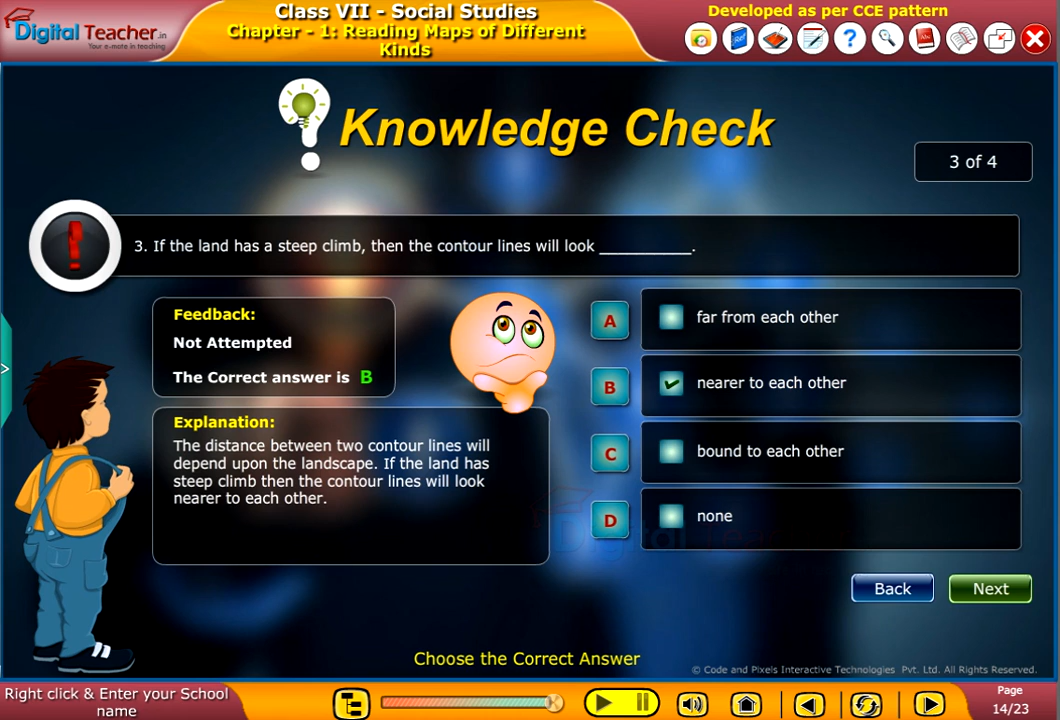 Digital Teacher.in
Your e-mate in teaching
Class VII - Social Studies
Chapter - 1: Reading Maps of Different
Kinds
Developed as per CCE pattern
Knowledge Check
3 of 4
3. If the land has a steep climb, then the contour lines will look __________.
Feedback:
Not Attempted
The Correct answer is B
Explanation:
The distance between two contour lines will
depend upon the landscape. If the land has
steep climb then the contour lines will look
nearer to each other.
A far from each other
B nearer to each other
C bound to each other
D none
Back
Next
Choose the Correct Answer
© Code and Pixels Interactive Technologies Pvt. Ltd. All Rights Reserved.
Right click & Enter your School
name
Page
14/23